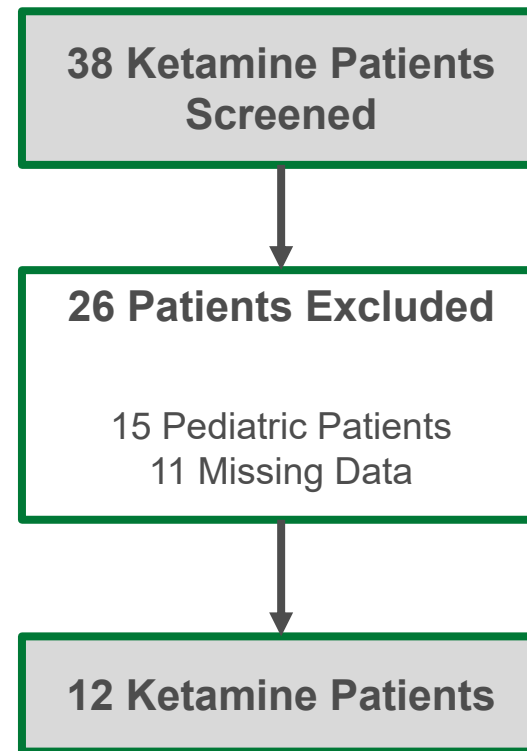 38 Ketamine Patients
Screened
26 Patients Excluded
15 Pediatric Patients
11 Missing Data
12 Ketamine Patients